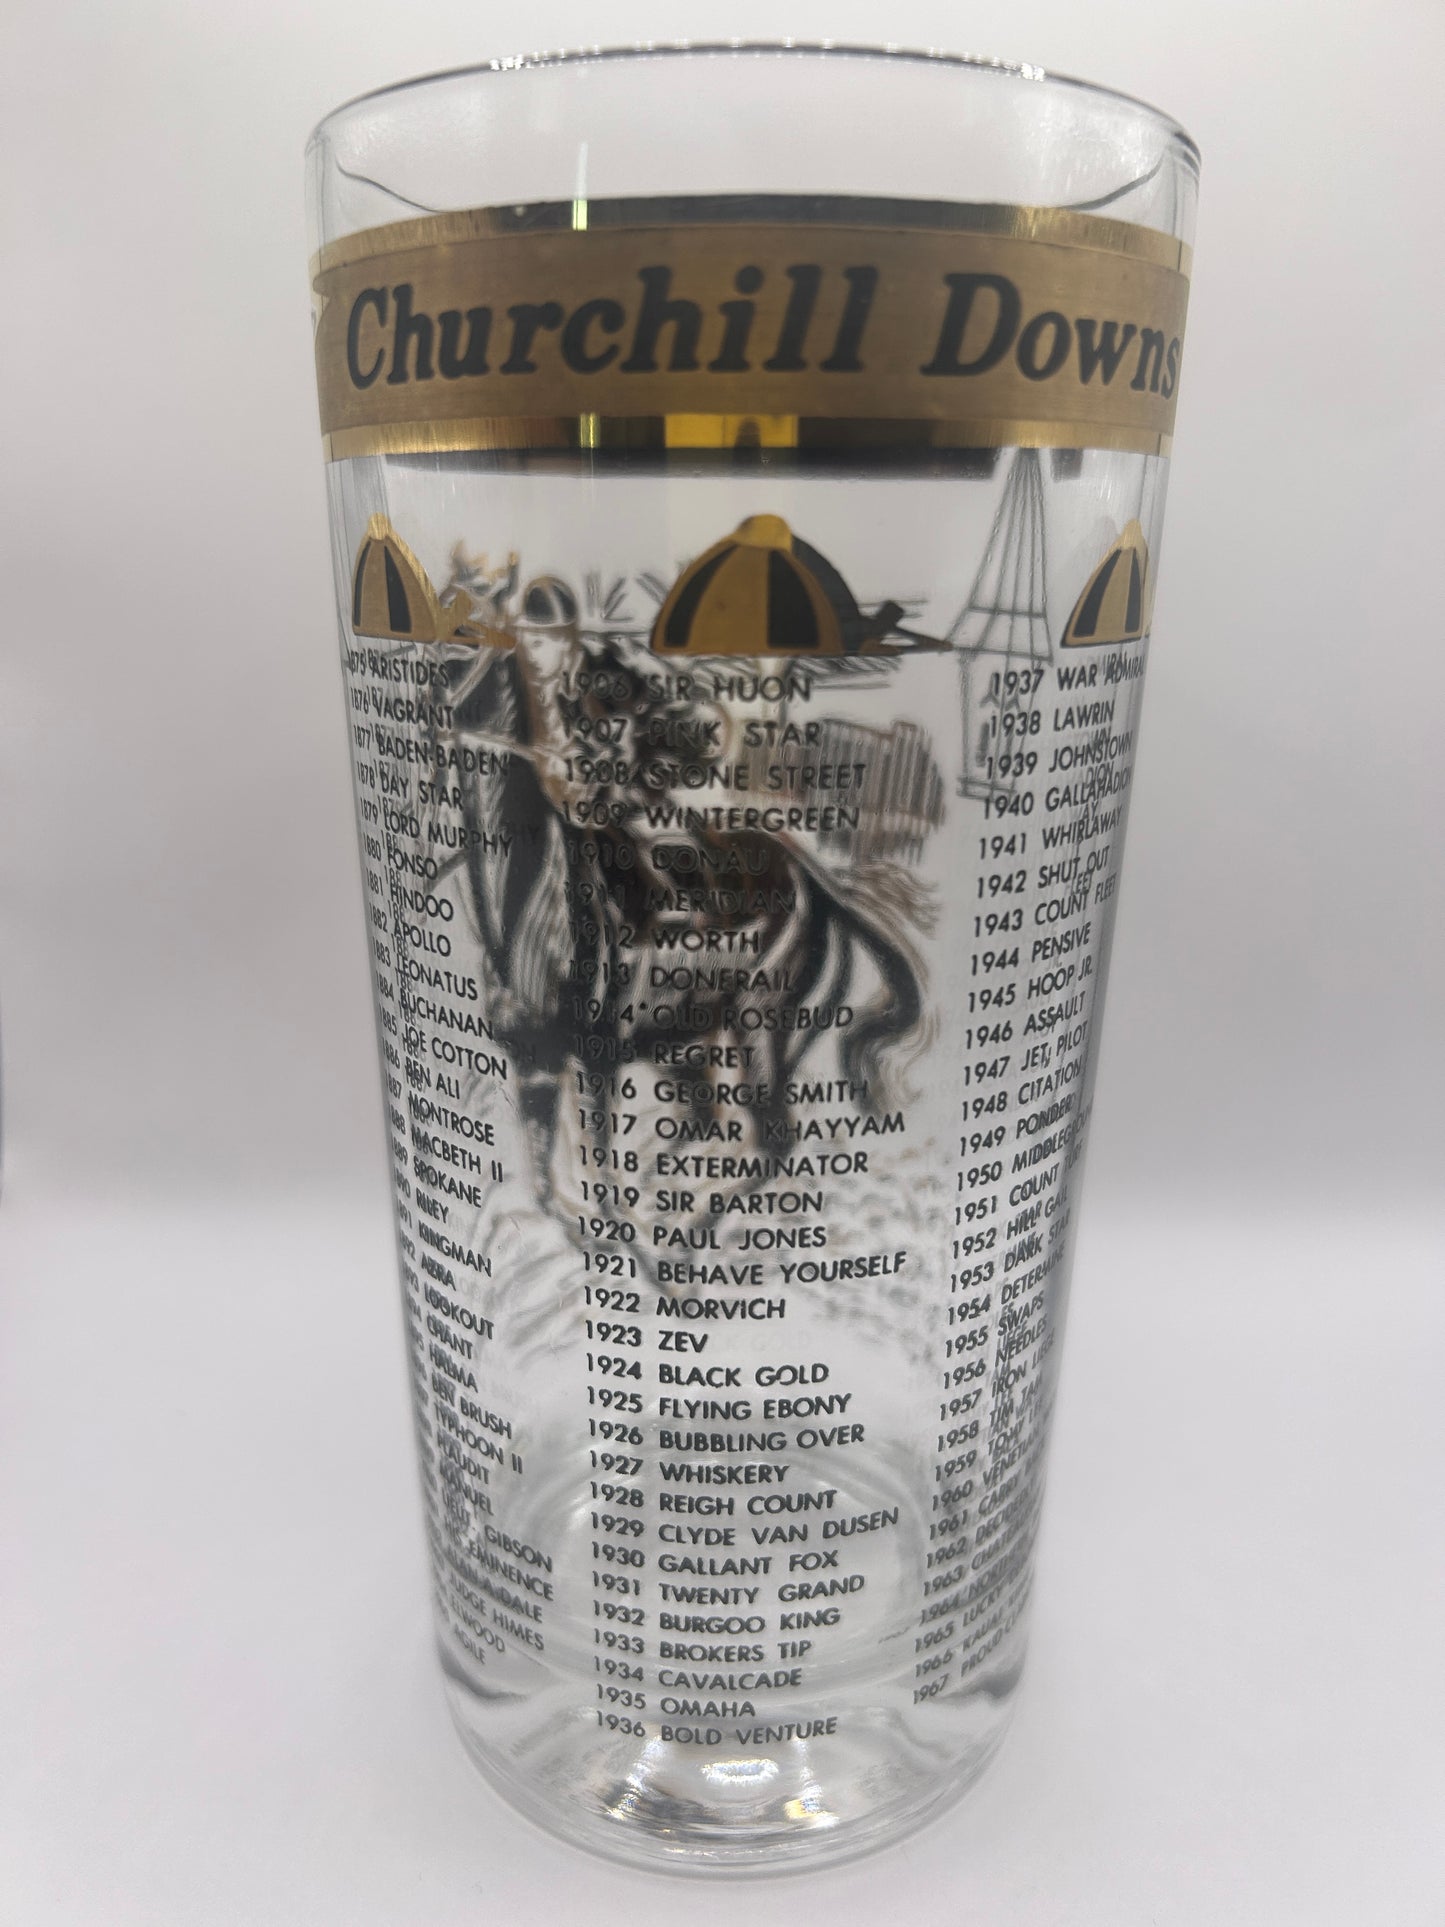 Churchill Downs
1875 ARISTIDES
1876 VAGRANT
1877 BADEN-BADEN
1878 DAY STAR
1879 LORD MURPHY
1880 FONSO
1881 HINDOO
1882 APOLLO
1883 LEONATUS
1884 BUCHANAN
1885 JOE COTTON
1886 BEN ALI
1887 MONTROSE
1888 MACBETH II
1889 SPOKANE
RILEY
KINGMAN
AZRA
LOOKOUT
CHANT
HALMA
BEN BRUSH
TYPHOON II
PLAUDIT
MANUEL
LIEUT. GIBSON
HIS EMINENCE
ALAN-A-DALE
JUDGE HIMES
ELWOOD
AGILE
1906 SIR HUON
1907 PINK STAR
1908 STONE STREET
1909 WINTERGREEN
1910 DONAU
1911 MERIDIAN
1912 WORTH
1913 DONERAIL
1914 OLD ROSEBUD
1915 REGRET
1916 GEORGE SMITH
1917 OMAR KHAYYAM
1918 EXTERMINATOR
1919 SIR BARTON
1920 PAUL JONES
1921 BEHAVE YOURSELF
1922 MORVICH
1923 ZEV
1924 BLACK GOLD
1925 FLYING EBONY
1926 BUBBLING OVER
1927 WHISKERY
1928 REIGH COUNT
1929 CLYDE VAN DUSEN
1930 GALLANT FOX
1931 TWENTY GRAND
1932 BURGOO KING
1933 BROKERS TIP
1934 CAVALCADE
1935 OMAHA
1936 BOLD VENTURE
1937 WAR ADMIRAL
1938 LAWRIN
1939 JOHNSTOWN
1940 GALLAHADION
1941 WHIRLAWAY
1942 SHUT OUT
1943 COUNT FLEET
1944 PENSIVE
1945 HOOP JR.
1946 ASSAULT
1947 JET PILOT
1948 CITATION
1949 PONDER
1950 MIDDLEGROUND
1951 COUNT TURF
1952 HILL GAIL
1953 DARK STAR
1954 DETERMINE
1955 SWAPS
1956 NEEDLES
1957 IRON LIEGE
1958 TIM TAM
1959 TOMY LEE
1960 VENETIAN
1961 CARRY
1962 DECIDEDLY
1963
1964
1965 LUCKY
1966 KAUAI
1967 PROUD